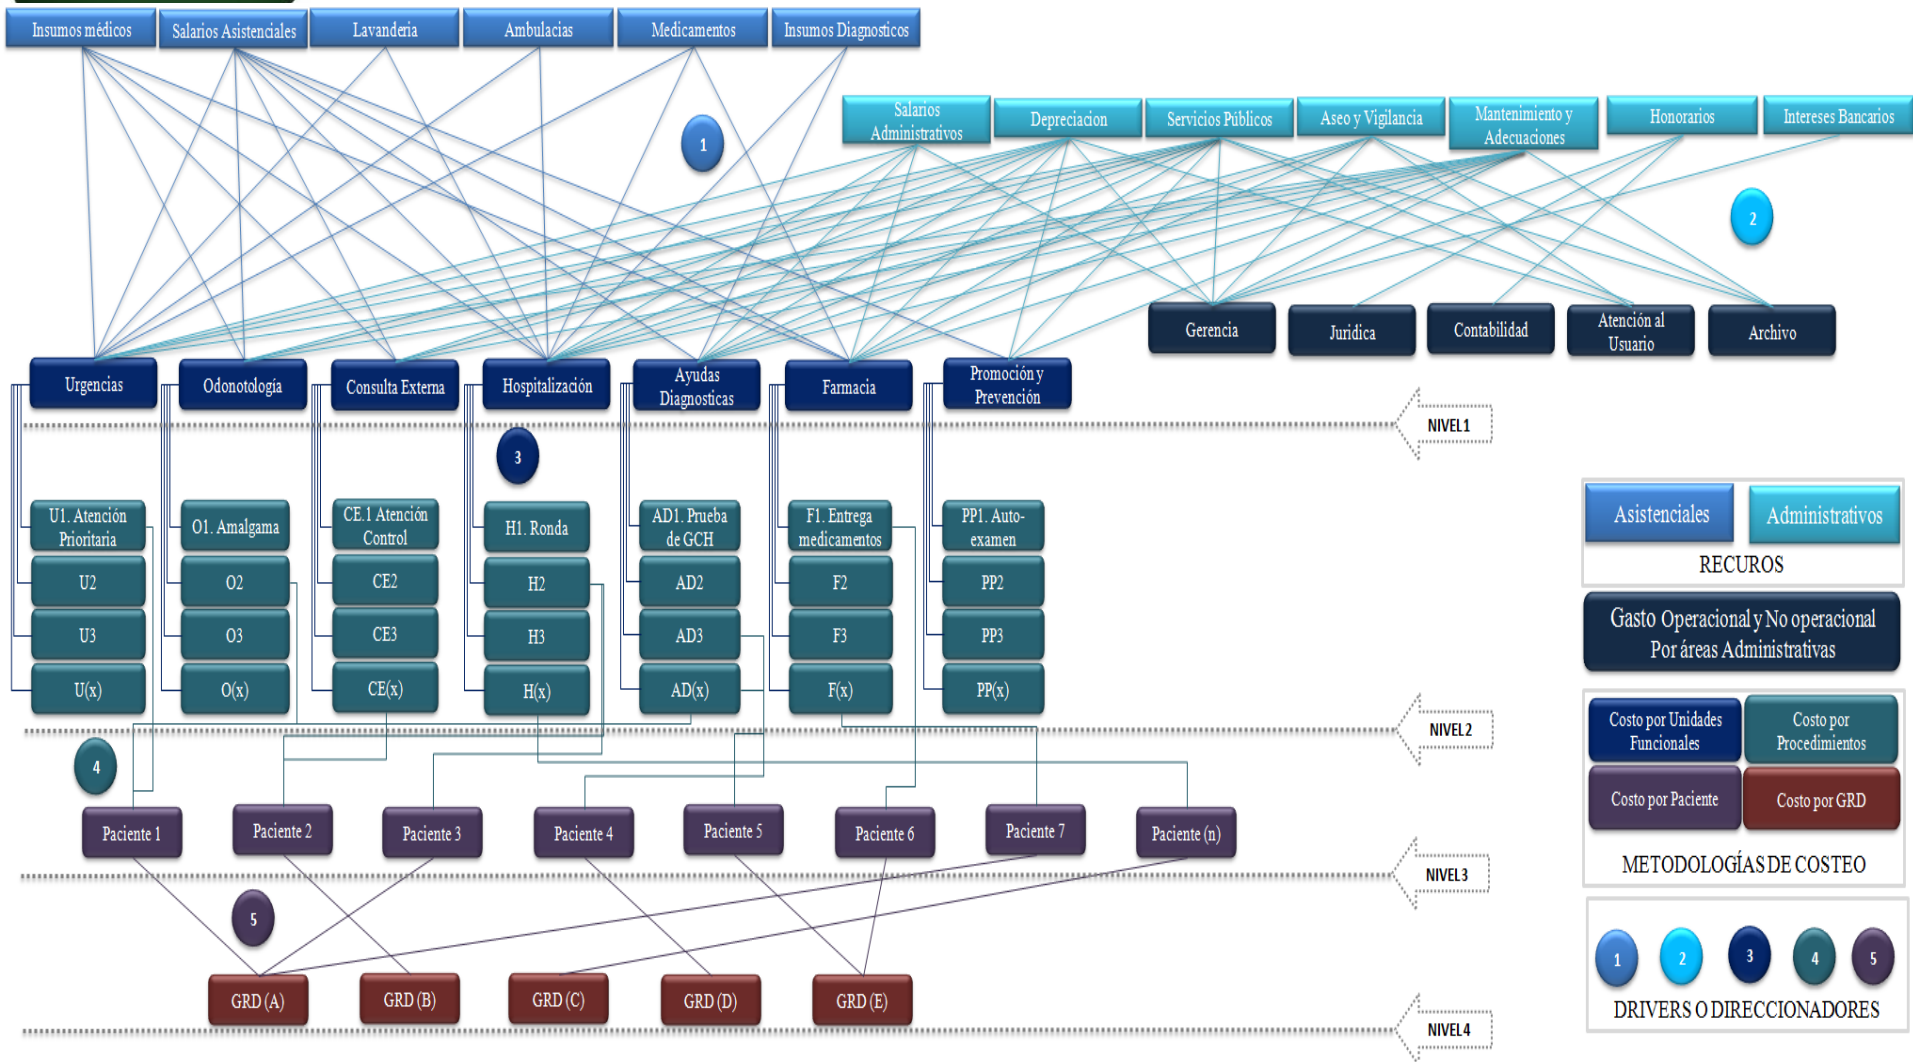 Insumos médicos
Salarios Asistenciales
Lavanderia
Ambulacias
Medicamentos
Insumos Diagnosticos
Salarios
Administrativos
Depreciacion
Servicios Públicos
Aseo y Vigilancia
Mantenimiento y
Adecuaciones
Honorarios
Intereses Bancarios
1
2
Gerencia
Juridica
Contabilidad
Atención al
Usuario
Archivo
Urgencias
Odonotología
Consulta Externa
Hospitalización
Ayudas
Diagnosticas
Farmacia
Promoción y
Prevención
NIVEL1
3
U1. Atención
Prioritaria
O1. Amalgama
CE.1 Atención
Control
H1. Ronda
AD1. Prueba
de GCH
F1. Entrega
medicamentos
PP1. Auto-
examen
U2
O2
CE2
H2
AD2
F2
PP2
U3
O3
CE3
H3
AD3
F3
PP3
U(x)
O(x)
CE(x)
H(x)
AD(x)
F(x)
PP(x)
NIVEL2
4
Paciente 1
Paciente 2
Paciente 3
Paciente 4
Paciente 5
Paciente 6
Paciente 7
Paciente (n)
NIVEL3
5
GRD (A)
GRD (B)
GRD (C)
GRD (D)
GRD (E)
NIVEL4
Asistenciales
Administrativos
RECUROS
Gasto Operacional y No operacional
Por áreas Administrativas
Costo por Unidades
Funcionales
Costo por
Procedimientos
Costo por Paciente
Costo por GRD
METODOLOGÍAS DE COSTEO
1
2
3
4
5
DRIVERS O DIRECCIONADORES